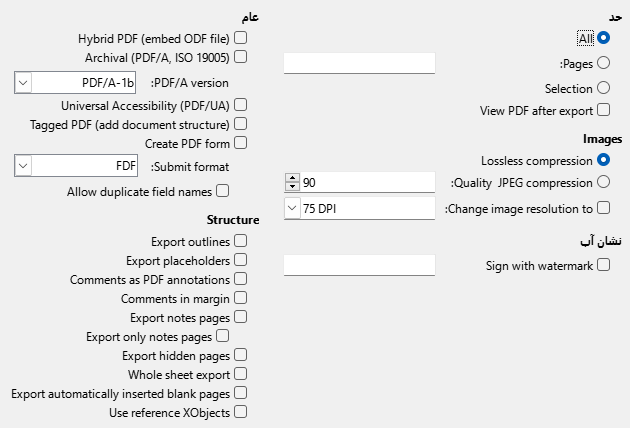 حد
All
Pages:
Selection
View PDF after export
Images
Lossless compression
Quality JPEG compression:
90
Change image resolution to:
75 DPI
نشان آب
Sign with watermark
عام
Hybrid PDF (embed ODF file)
Archival (PDF/A, ISO 19005)
PDF/A version:
PDF/A-1b
Universal Accessibility (PDF/UA)
Tagged PDF (add document structure)
Create PDF form
Submit format:
FDF
Allow duplicate field names
Structure
Export outlines
Export placeholders
Comments as PDF annotations
Comments in margin
Export notes pages
Export only notes pages
Export hidden pages
Whole sheet export
Export automatically inserted blank pages
Use reference XObjects